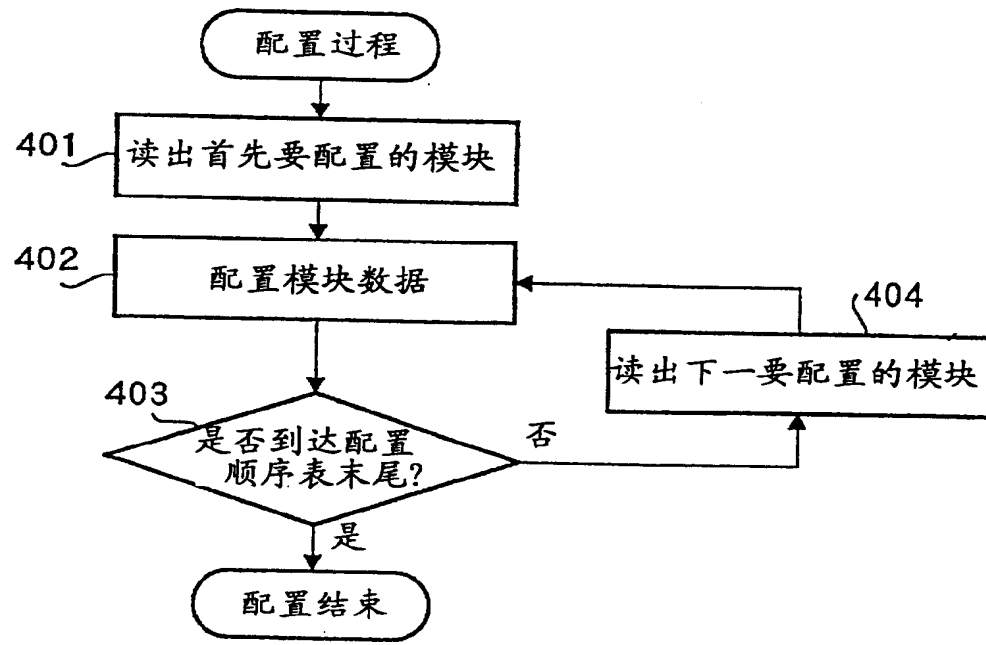 配置过程
401
读出首先要配置的模块
402
配置模块数据
404
读出下一要配置的模块
403
是否到达配置
顺序表末尾?
否
是
配置结束